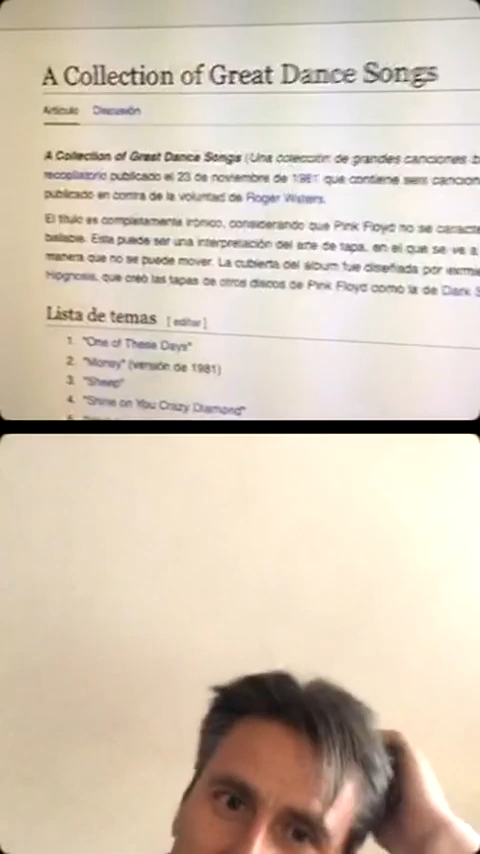 A Collection of Great Dance Songs
Artículo Discusión
A Collection of Great Dance Songs (Una colección de grandes canciones
recopilatorio publicado el 23 de noviembre de 1981 que contiene seis
publicado en contra de la voluntad de Roger Waters.
El título es completamente irónico, considerando que Pink Floyd no se
bailable. Esta puede ser una interpretación del arte de tapa, en el que se ve a
manera que no se puede mover. La cubierta del álbum fue diseñada por
Hipgnosis, que creó las tapas de otros discos de Pink Floyd como la de Dark
Lista de temas [ editar ]
1. "One of These Days"
2. "Money" (versión de 1981)
3. "Sheep"
4. "Shine on You Crazy Diamond"